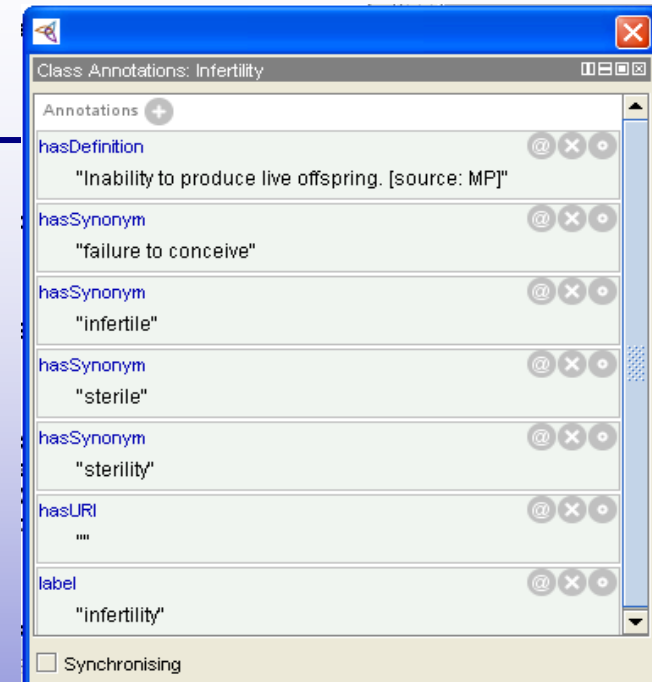 Class Annotations: Infertility
Annotations
hasDefinition
"Inability to produce live offspring. [source: MP]"
hasSynonym
"failure to conceive"
hasSynonym
"infertile"
hasSynonym
"sterile"
hasSynonym
"sterility"
hasURI
""
label
"infertility"
Synchronising